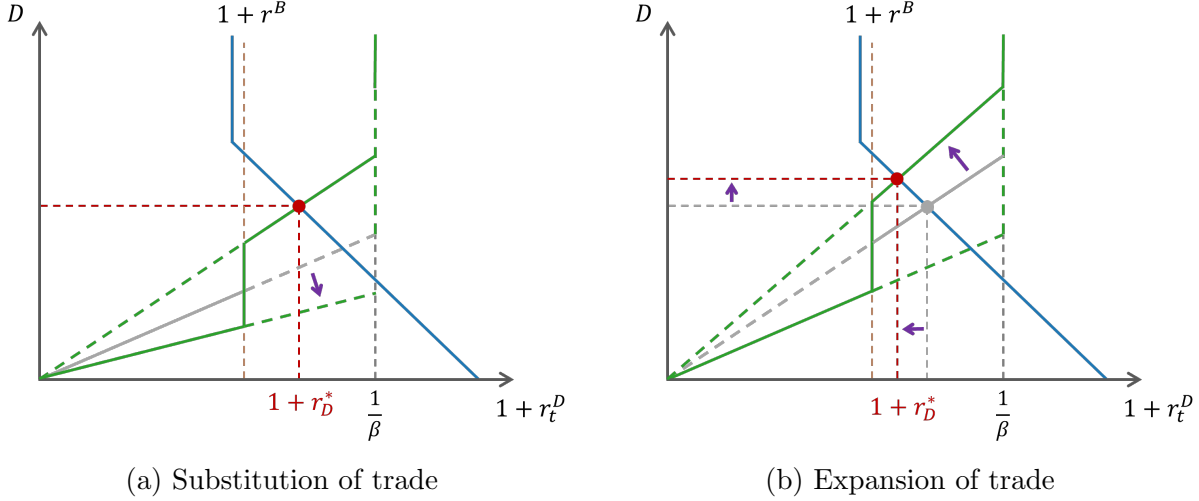 D
1 + r^B
1 + r_D^*
1/β
1 + r_t^D
(a) Substitution of trade
D
1 + r^B
1 + r_D^*
1/β
1 + r_t^D
(b) Expansion of trade